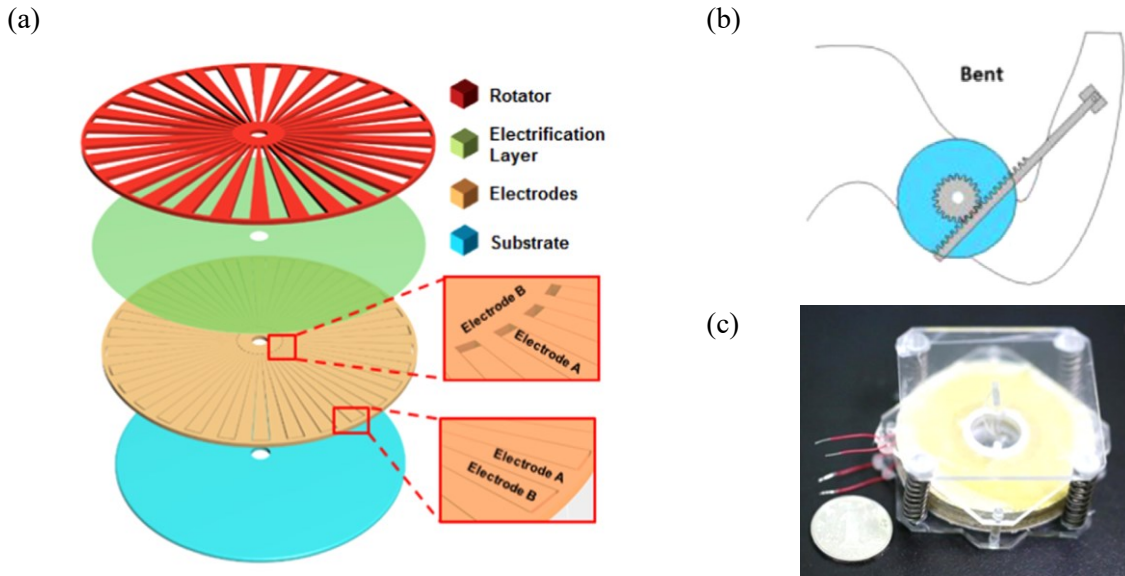 (a)
Rotator
Electrification
Layer
Electrodes
Substrate
Electrode B
Electrode A
Electrode A
Electrode B
(b)
Bent
(c)